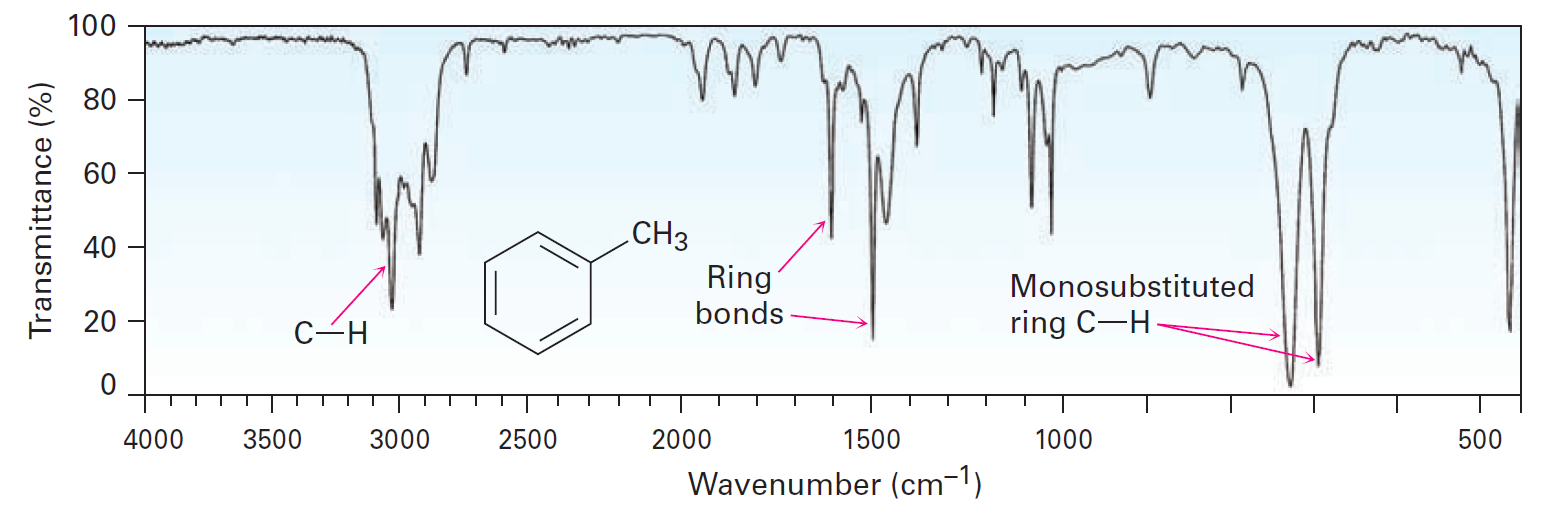 100
80
60
40
20
0
Transmittance (%)
CH3
C—H
Ring
bonds
Monosubstituted
ring C—H
4000 3500 3000 2500 2000 1500 1000 500
Wavenumber (cm⁻¹)